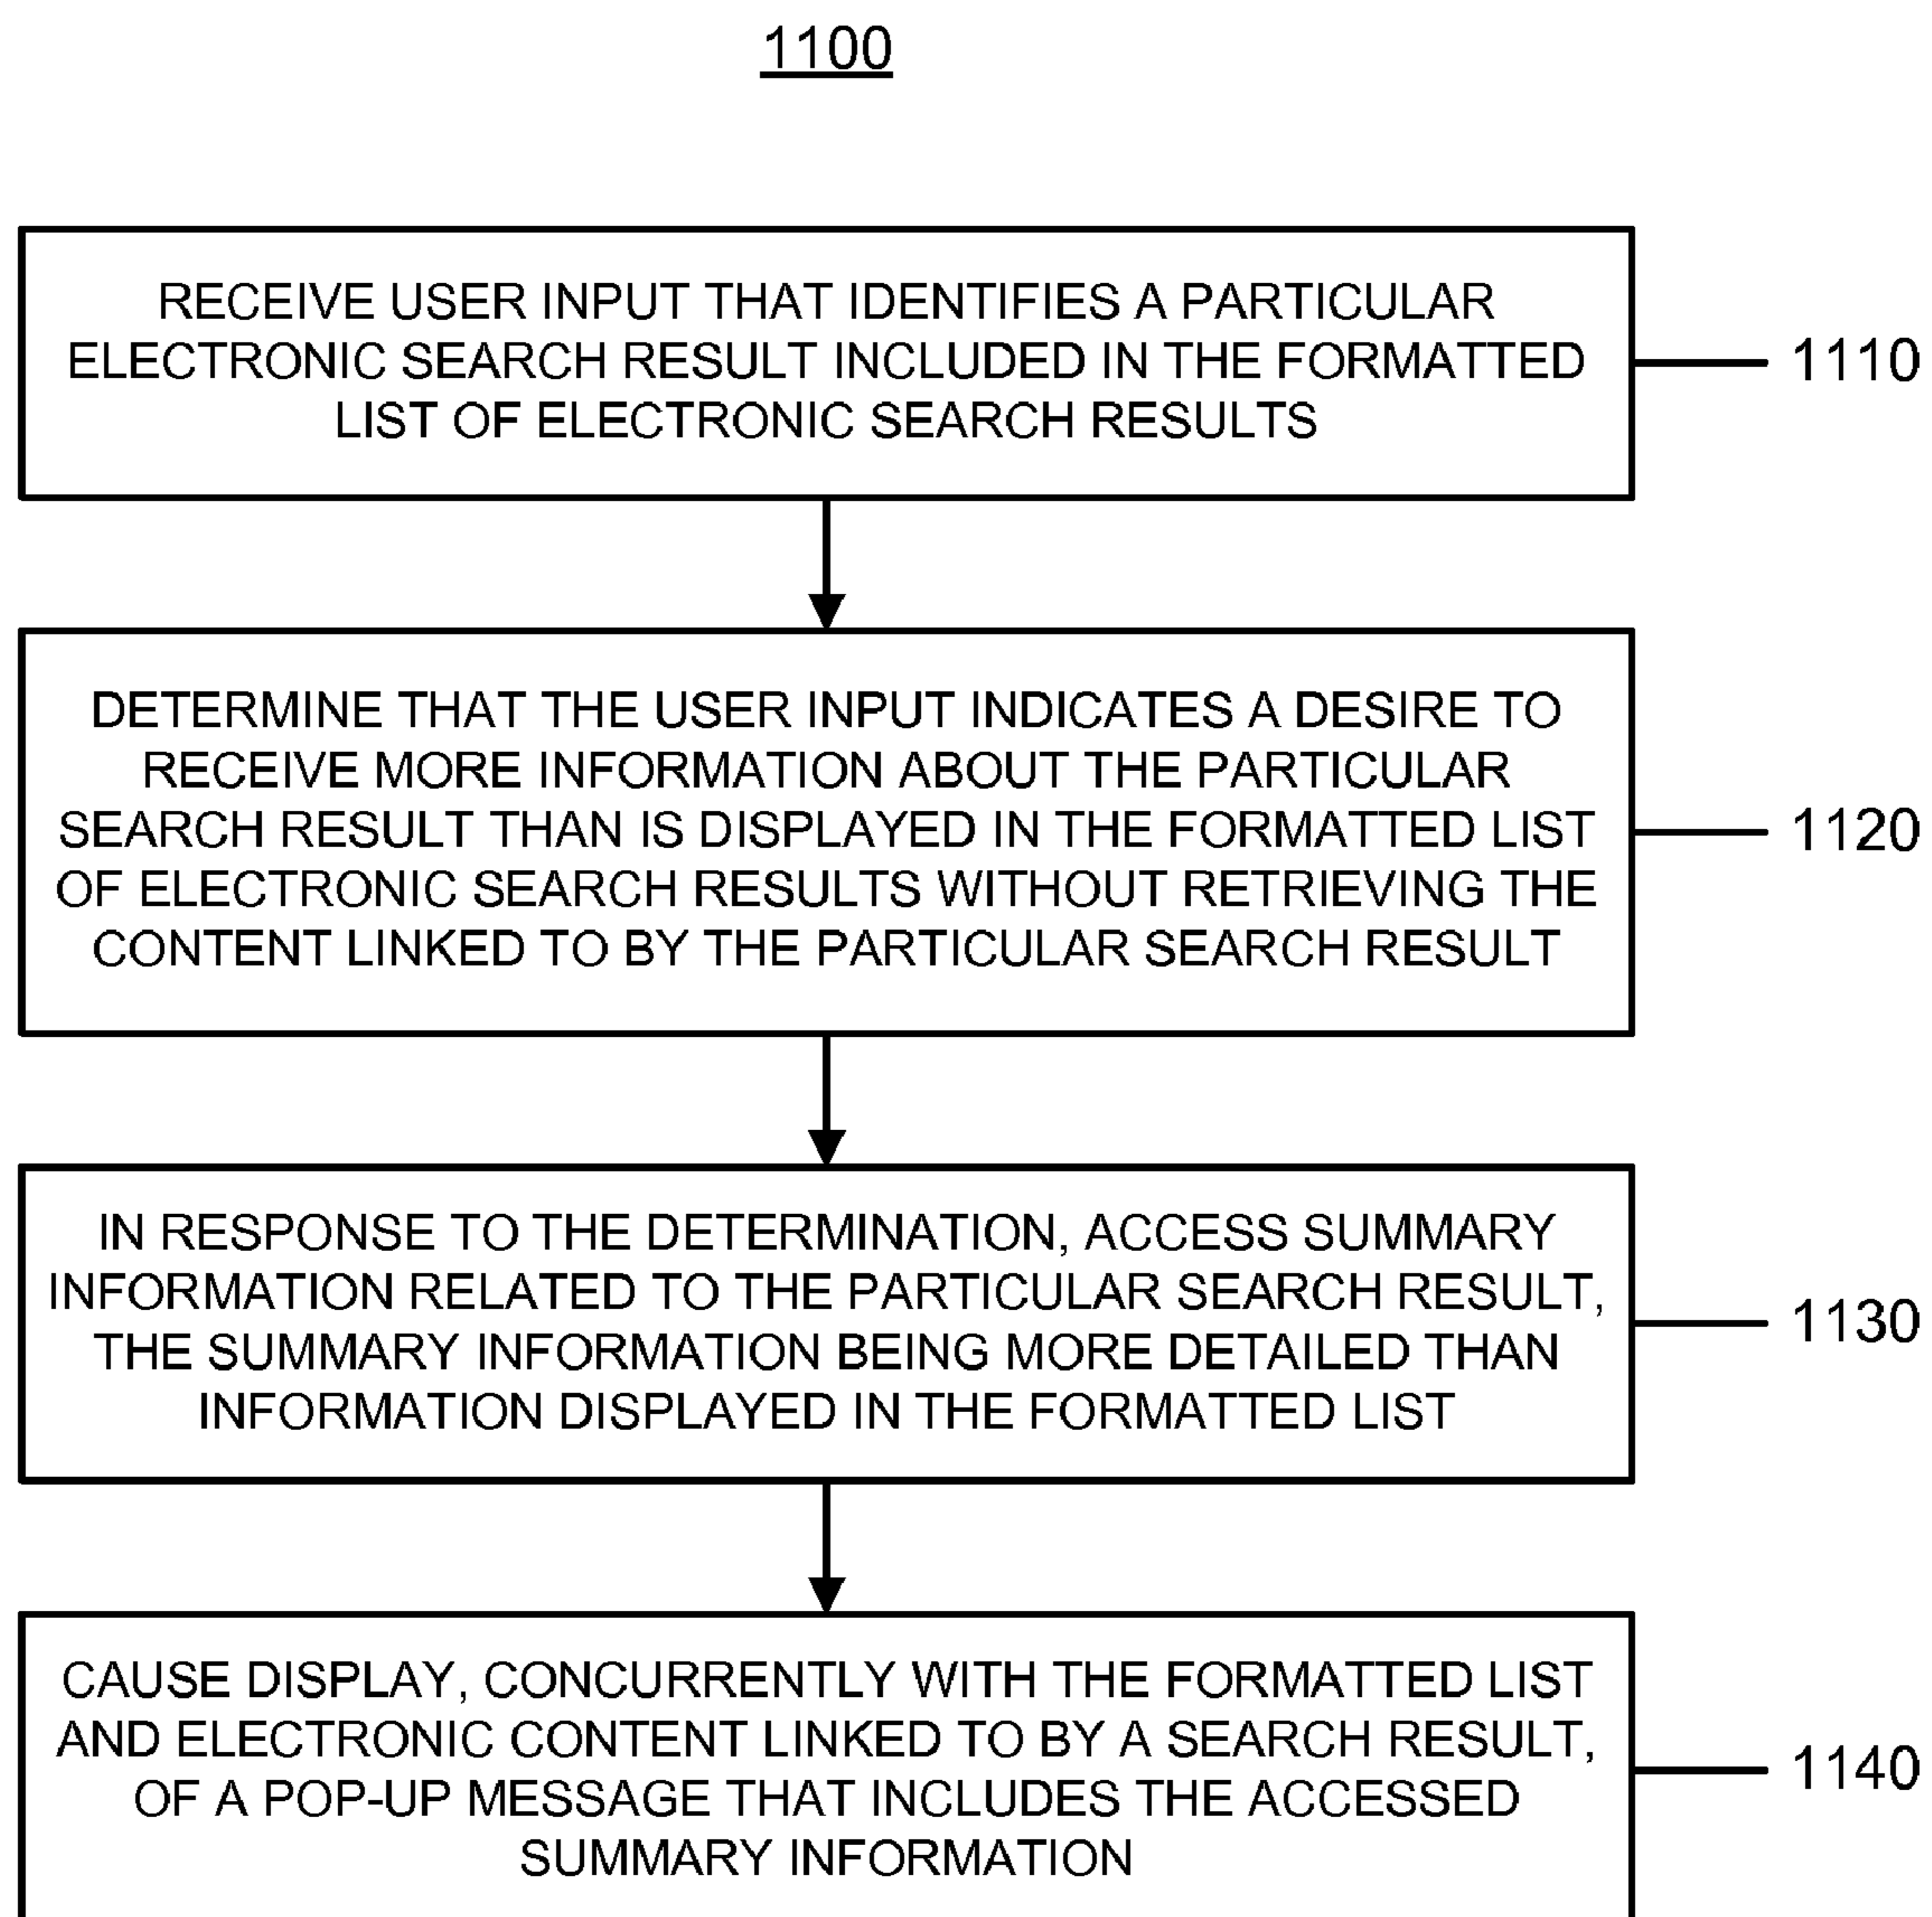 1100
RECEIVE USER INPUT THAT IDENTIFIES A PARTICULAR
ELECTRONIC SEARCH RESULT INCLUDED IN THE FORMATTED
LIST OF ELECTRONIC SEARCH RESULTS
1110
DETERMINE THAT THE USER INPUT INDICATES A DESIRE TO
RECEIVE MORE INFORMATION ABOUT THE PARTICULAR
SEARCH RESULT THAN IS DISPLAYED IN THE FORMATTED LIST
OF ELECTRONIC SEARCH RESULTS WITHOUT RETRIEVING THE
CONTENT LINKED TO BY THE PARTICULAR SEARCH RESULT
1120
IN RESPONSE TO THE DETERMINATION, ACCESS SUMMARY
INFORMATION RELATED TO THE PARTICULAR SEARCH RESULT,
THE SUMMARY INFORMATION BEING MORE DETAILED THAN
INFORMATION DISPLAYED IN THE FORMATTED LIST
1130
CAUSE DISPLAY, CONCURRENTLY WITH THE FORMATTED LIST
AND ELECTRONIC CONTENT LINKED TO BY A SEARCH RESULT,
OF A POP-UP MESSAGE THAT INCLUDES THE ACCESSED
SUMMARY INFORMATION
1140